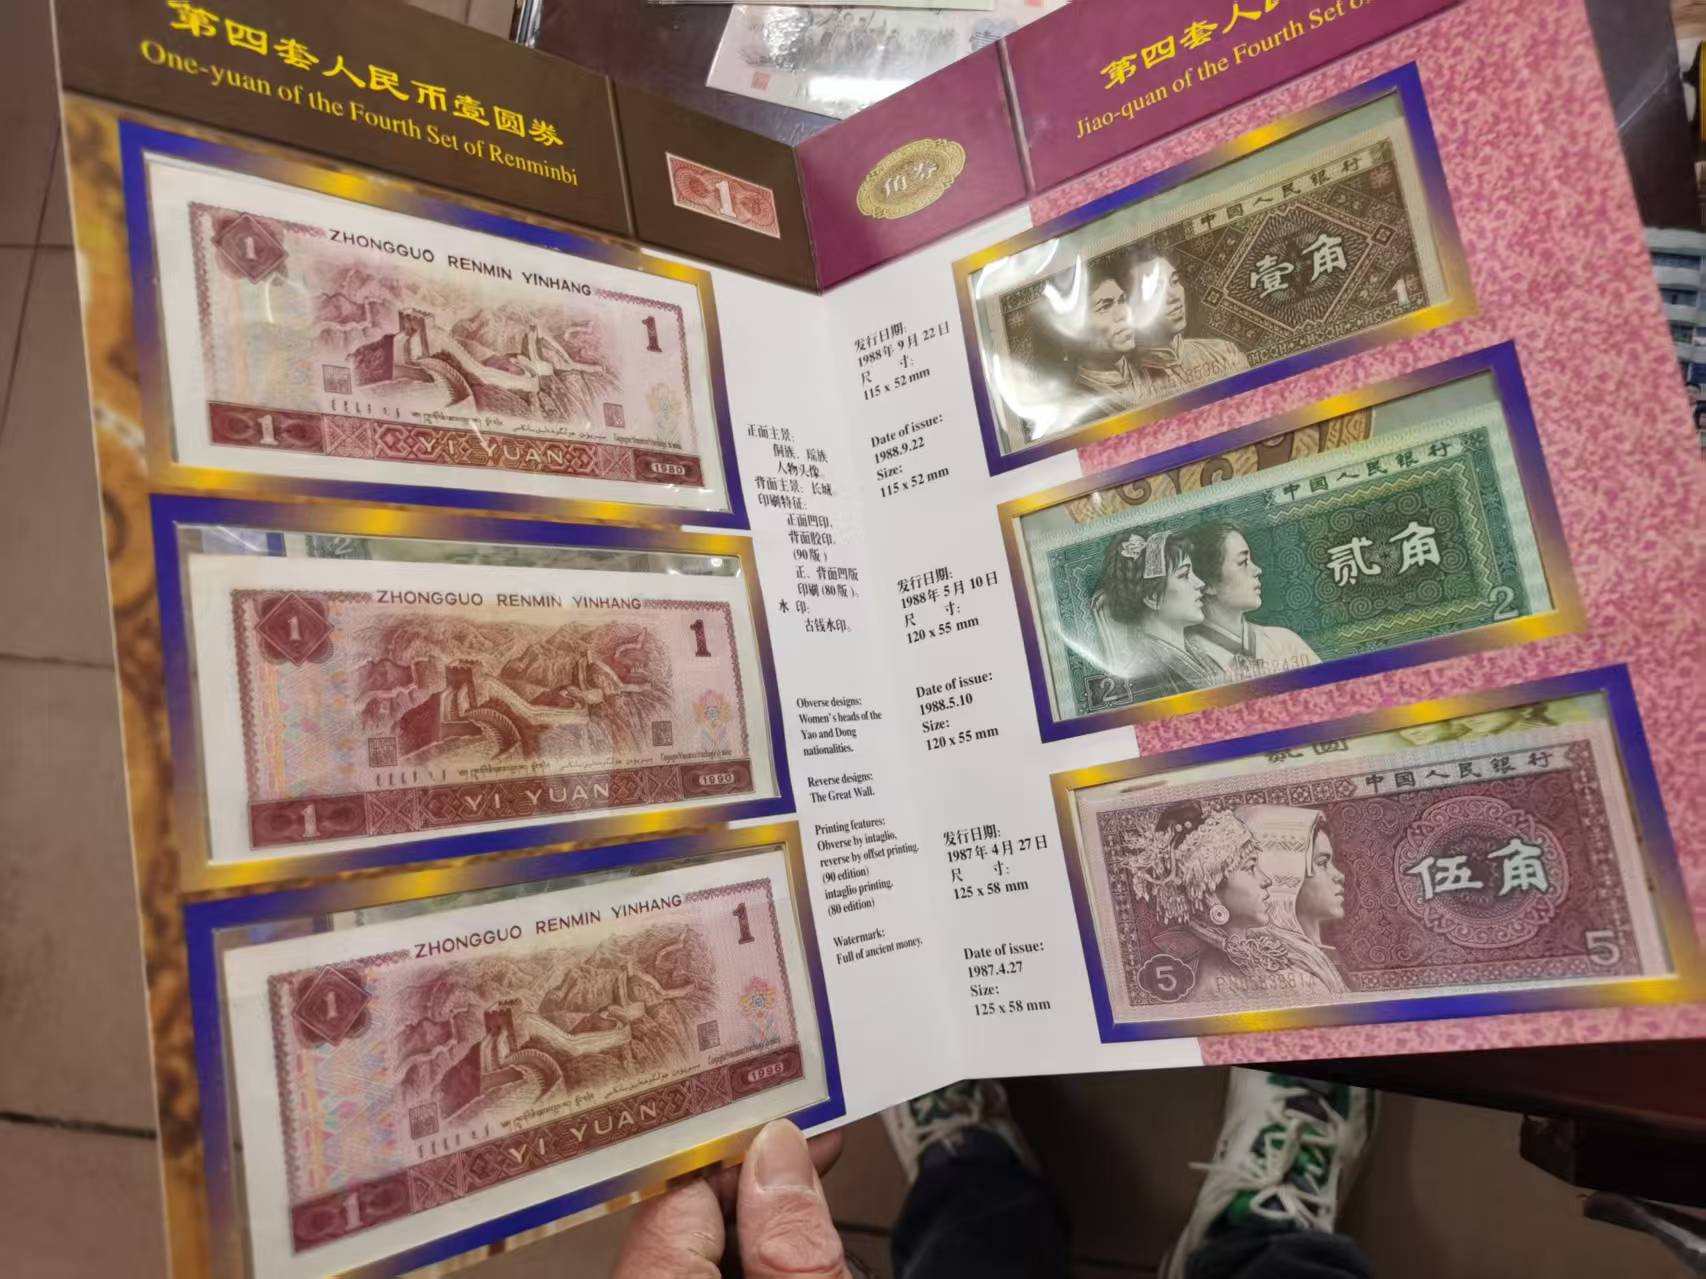 第四套人民币壹圆券
One-yuan of the Fourth Set of Renminbi
1
ZHONGGUO RENMIN YINHANG
1
1
1
YI YUAN
1980
ZHONGGUO RENMIN YINHANG
1
1
1
YI YUAN
1990
ZHONGGUO RENMIN YINHANG
1
1
1
YI YUAN
1996
正面主景:
侗族、瑶族
人物头像。
背面主景: 长城
印刷特征:
正面凹印,
背面胶印,
(90版)
正、背面凹版
印刷(80版)。
水 印:
古钱水印。
Obverse designs:
Women's heads of the
Yao and Dong
nationalities.
Reverse designs:
The Great Wall.
Printing features:
Obverse by intaglio,
reverse by offset printing.
(90 edition)
intaglio printing.
(80 edition)
Watermark:
Full of ancient money.
角券
第四套人
Jiao-quan of the Fourth Set of
发行日期:
1988年9月22日
尺 寸:
115 x 52 mm
Date of issue:
1988.9.22
Size:
115 x 52 mm
中国人民银行
壹角
1
发行日期:
1988年5月10日
尺 寸:
120 x 55 mm
Date of issue:
1988.5.10
Size:
120 x 55 mm
中国人民银行
贰角
2
2
发行日期:
1987年4月27日
尺 寸:
125 x 58 mm
Date of issue:
1987.4.27
Size:
125 x 58 mm
贰圆
中国人民银行
伍角
5
5